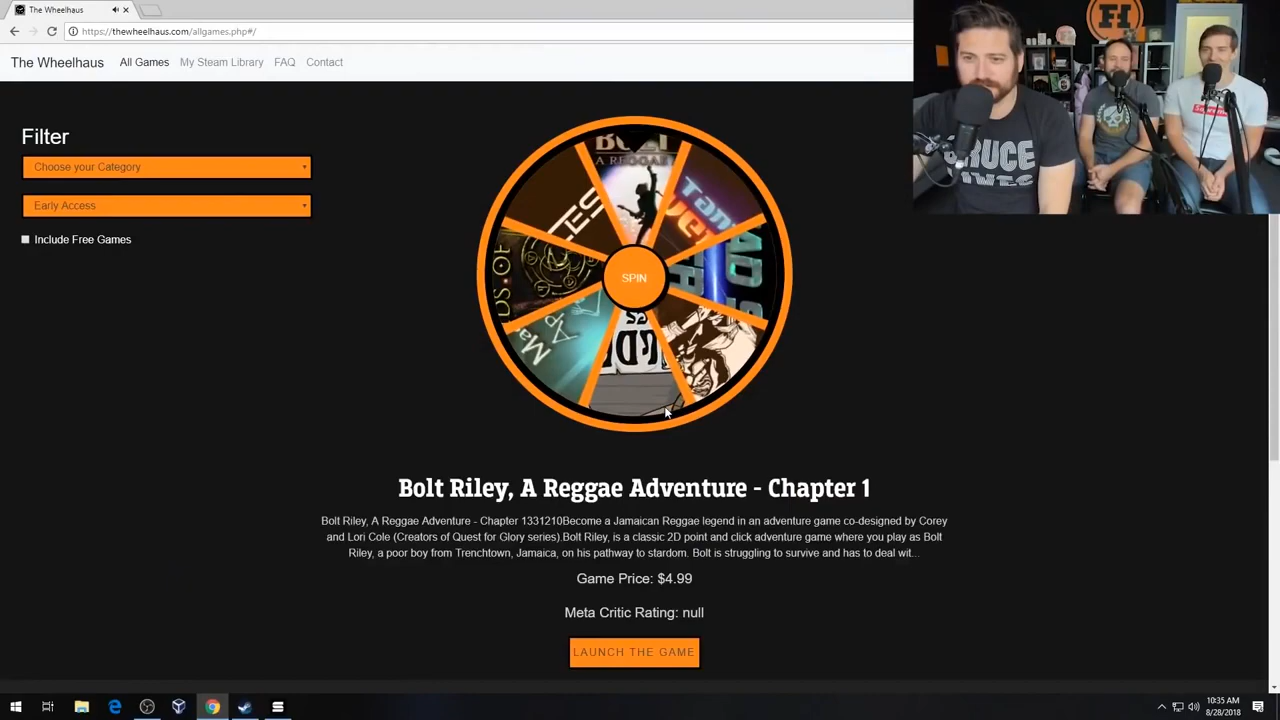 The Wheelhaus
https://thewheelhaus.com/allgames.php#/
The Wheelhaus All Games My Steam Library FAQ Contact
Filter
Choose your Category
Early Access
Include Free Games
BOLT
A REGGAE
SPIN
DS OF
Bolt Riley, A Reggae Adventure - Chapter 1
Bolt Riley, A Reggae Adventure - Chapter 1331210Become a Jamaican Reggae legend in an adventure game co-designed by Corey
and Lori Cole (Creators of Quest for Glory series).Bolt Riley, is a classic 2D point and click adventure game where you play as Bolt
Riley, a poor boy from Trenchtown, Jamaica, on his pathway to stardom. Bolt is struggling to survive and has to deal wit...
Game Price: $4.99
Meta Critic Rating: null
LAUNCH THE GAME
10:35 AM
8/28/2018